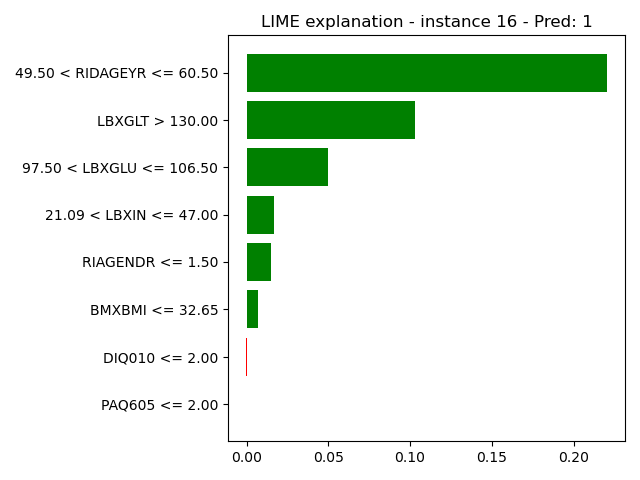 LIME explanation - instance 16 - Pred: 1
49.50 < RIDAGEYR <= 60.50
LBXGLT > 130.00
97.50 < LBXGLU <= 106.50
21.09 < LBXIN <= 47.00
RIAGENDR <= 1.50
BMXBMI <= 32.65
DIQ010 <= 2.00
PAQ605 <= 2.00
0.00 0.05 0.10 0.15 0.20